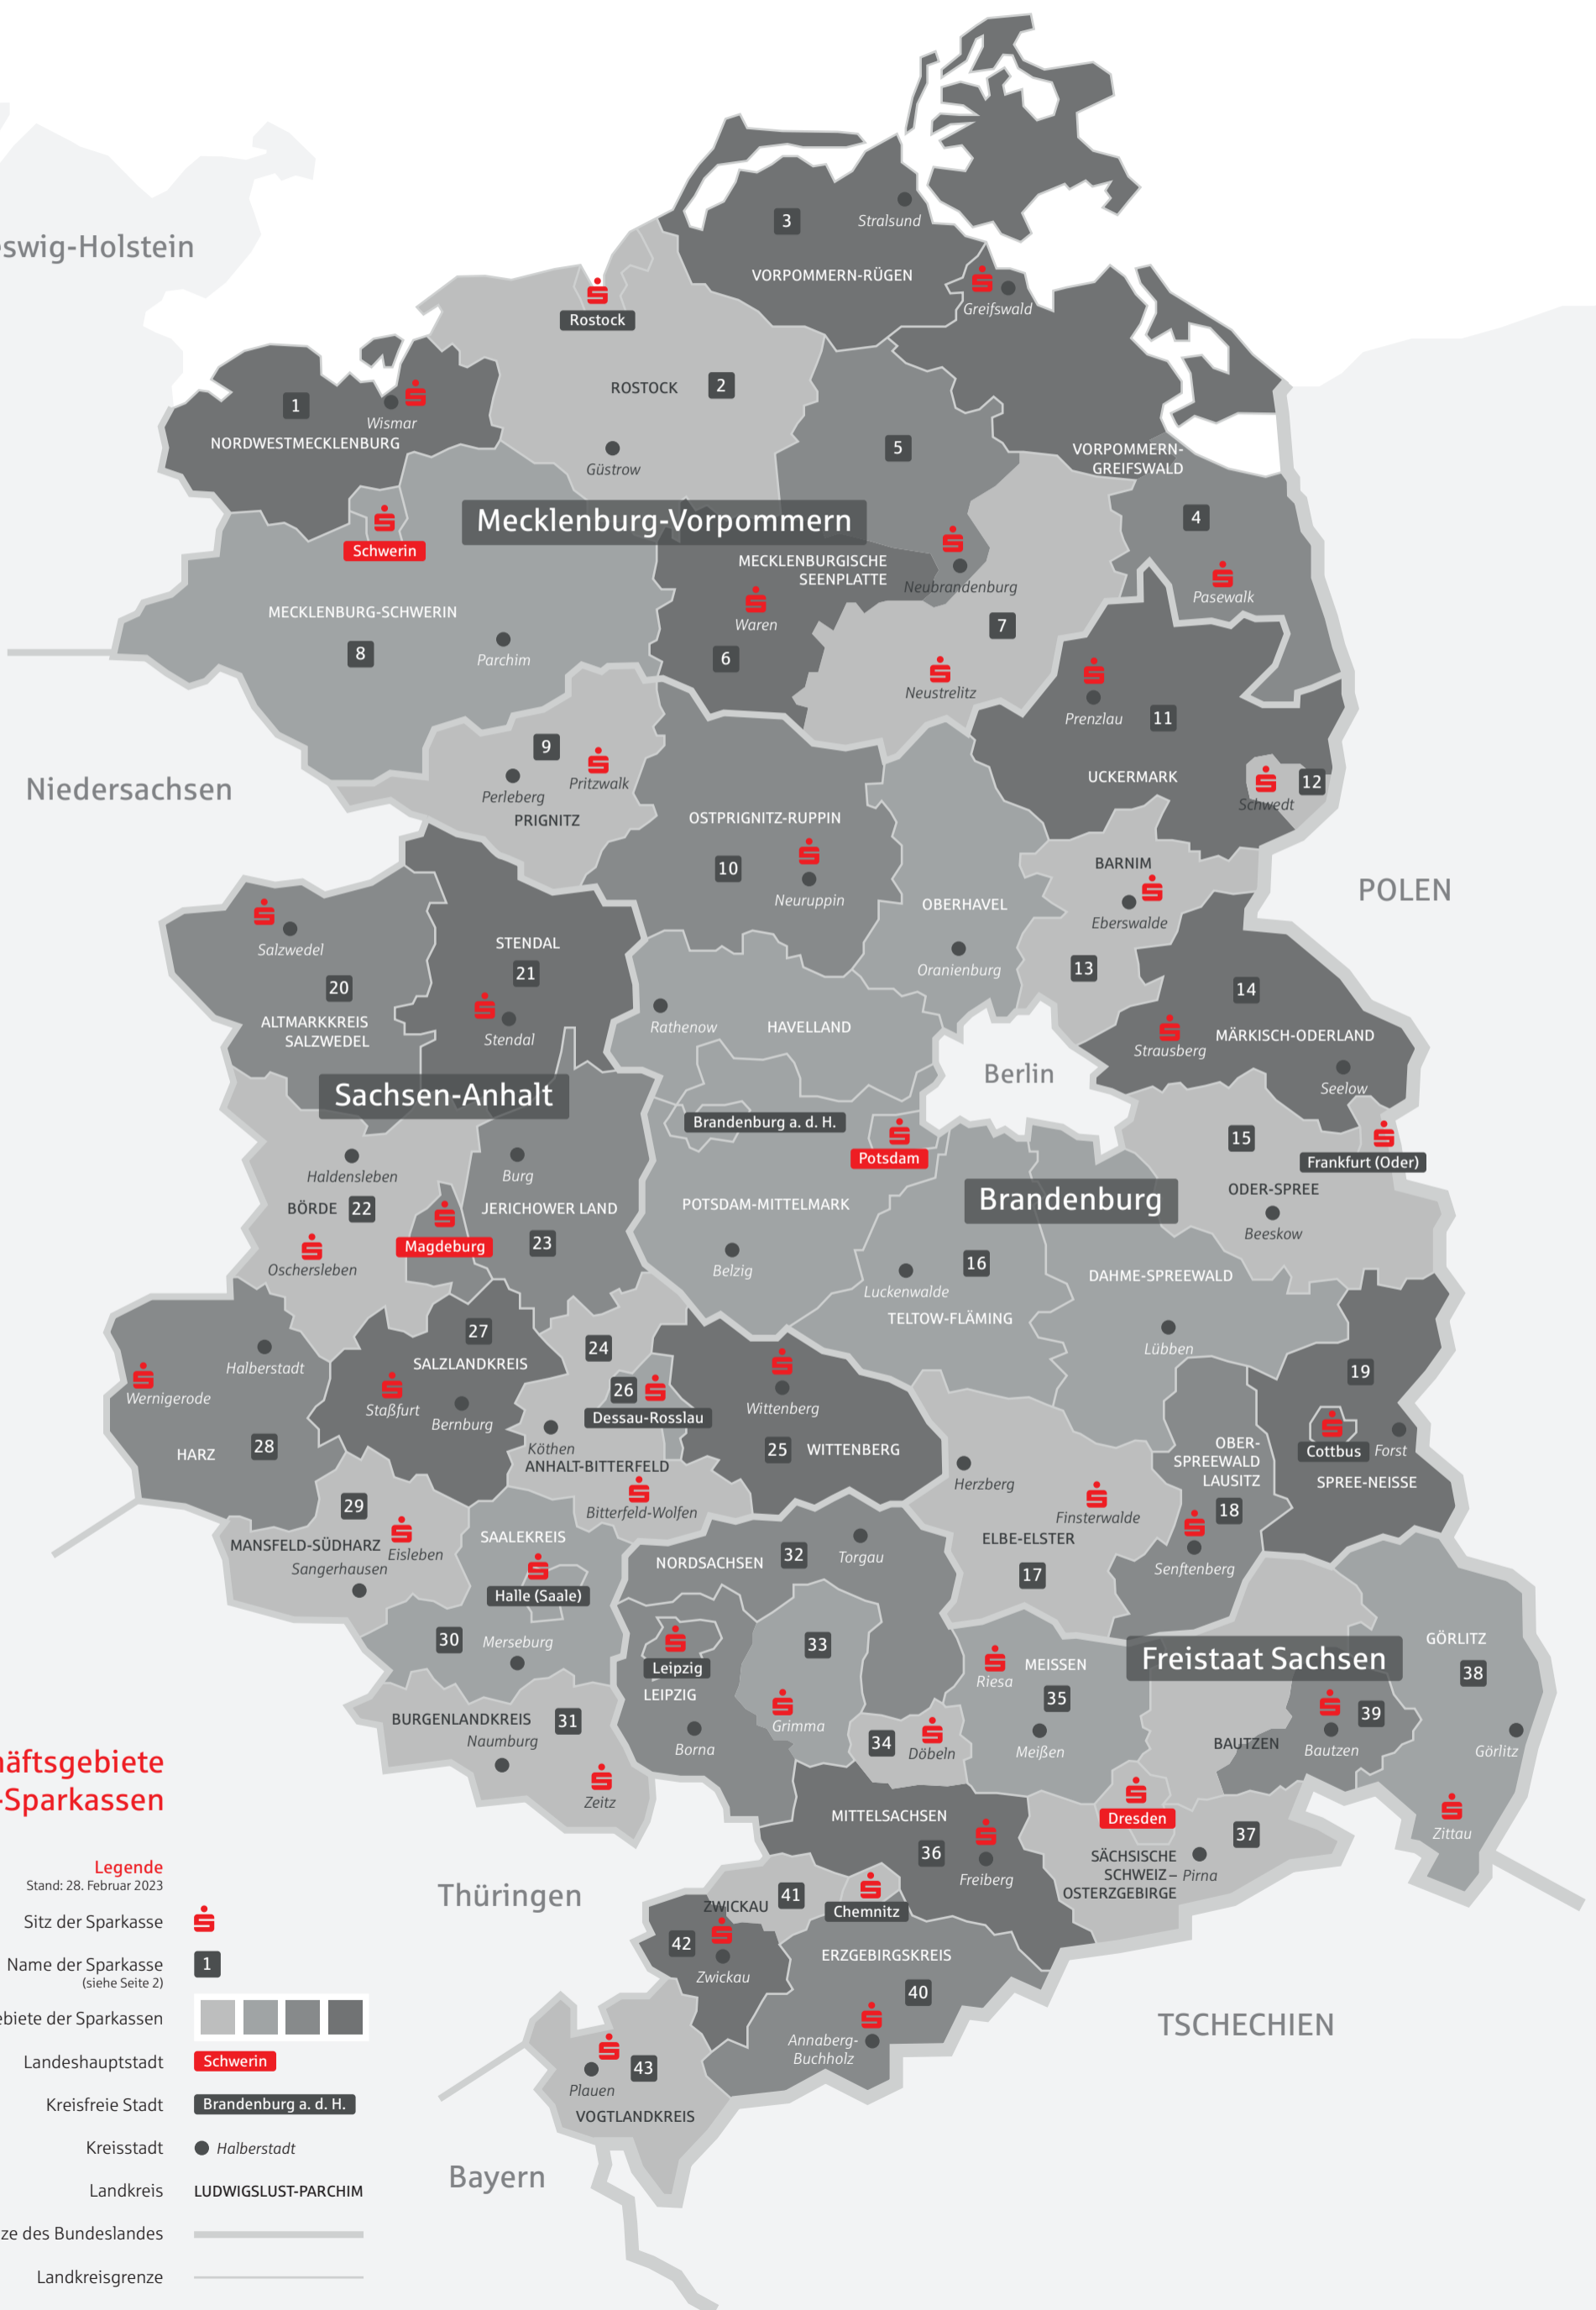 eswig-Holstein
3
Stralsund
VORPOMMERN-RÜGEN
Greifswald
Rostock
ROSTOCK
2
1
Wismar
NORDWESTMECKLENBURG
Güstrow
5
VORPOMMERN-
GREIFSWALD
4
Mecklenburg-Vorpommern
Schwerin
MECKLENBURGISCHE
SEENPLATTE
Neubrandenburg
Pasewalk
MECKLENBURG-SCHWERIN
Waren
7
8
Parchim
6
Neustrelitz
Prenzlau
11
9
Pritzwalk
Perleberg
PRIGNITZ
UCKERMARK
12
Schwedt
Niedersachsen
OSTPRIGNITZ-RUPPIN
10
Neuruppin
BARNIM
Eberswalde
POLEN
OBERHAVEL
Oranienburg
13
Salzwedel
20
ALTMARKKREIS
SALZWEDEL
STENDAL
21
Stendal
Rathenow
HAVELLAND
14
Strausberg
MÄRKISCH-ODERLAND
Seelow
Berlin
Sachsen-Anhalt
Brandenburg a. d. H.
Potsdam
15
Frankfurt (Oder)
ODER-SPREE
Beeskow
Haldensleben
Burg
BÖRDE
22
JERICHOWER LAND
POTSDAM-MITTELMARK
Brandenburg
Magdeburg
23
Oschersleben
Belzig
16
Luckenwalde
DAHME-SPREEWALD
TELTOW-FLÄMING
Lübben
27
24
Halberstadt
SALZLANDKREIS
19
Wernigerode
Staßfurt
Bernburg
26
Dessau-Rosslau
Wittenberg
HARZ
28
Köthen
ANHALT-BITTERFELD
25
WITTENBERG
OBER-
SPREEWALD
LAUSITZ
Cottbus
Forst
SPREE-NEISSE
Herzberg
29
Bitterfeld-Wolfen
Finsterwalde
18
MANSFELD-SÜDHARZ
Eisleben
Sangerhausen
SAALEKREIS
Halle (Saale)
NORDSACHSEN
32
Torgau
ELBE-ELSTER
17
Senftenberg
30
Merseburg
Leipzig
LEIPZIG
33
Riesa
MEISSEN
Freistaat Sachsen
GÖRLITZ
38
35
BURGENLANDKREIS
31
Naumburg
Borna
Grimma
34
Döbeln
Meißen
BAUTZEN
Bautzen
39
Görlitz
Zeitz
äftsgebiete
-Sparkassen
MITTELSACHSEN
Dresden
37
Zittau
36
Freiberg
SÄCHSISCHE
SCHWEIZ–
OSTERZGEBIRGE
Pirna
Legende
Stand: 28. Februar 2023
Thüringen
ZWICKAU
41
Chemnitz
Sitz der Sparkasse
42
Zwickau
ERZGEBIRGSKREIS
Name der Sparkasse
1
(siehe Seite 2)
40
ebiete der Sparkassen
Annaberg-
Buchholz
TSCHECHIEN
Landeshauptstadt
Schwerin
43
Plauen
Kreisfreie Stadt
Brandenburg a. d. H.
VOGTLANDKREIS
Kreisstadt
Halberstadt
Bayern
Landkreis
LUDWIGSLUST-PARCHIM
ze des Bundeslandes
Landkreisgrenze